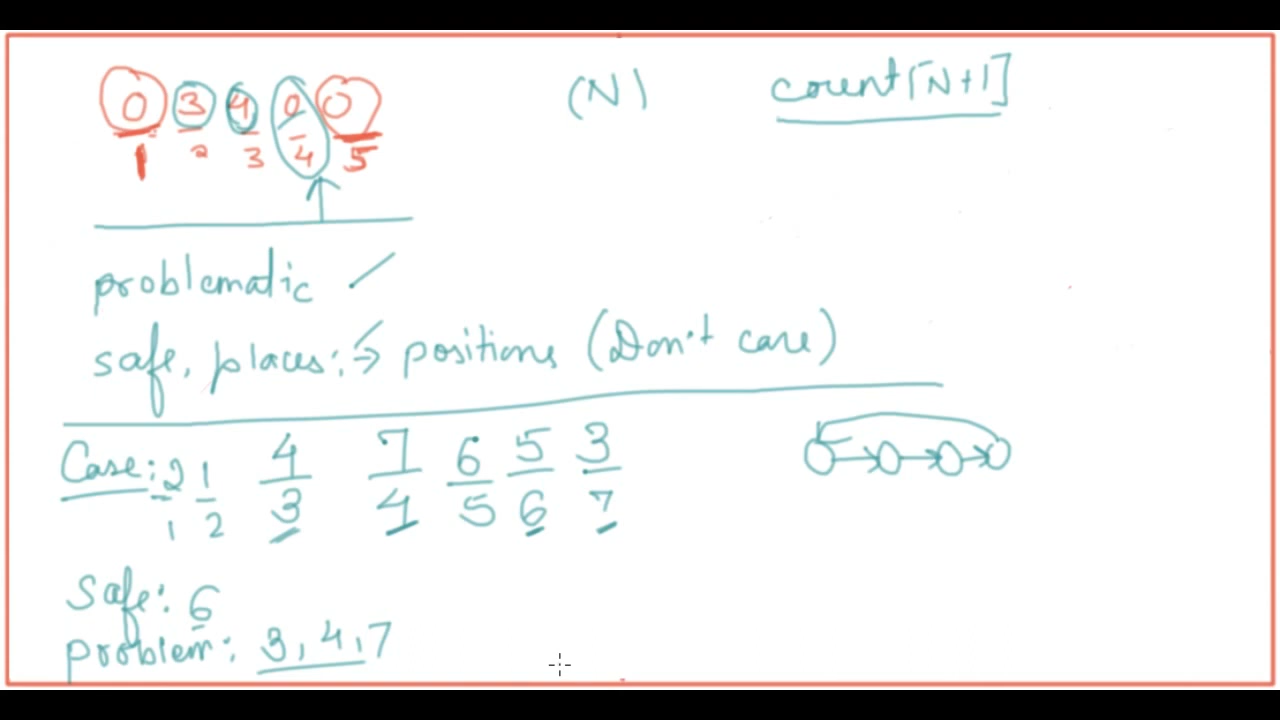 0 3 4 0 0 (N) count[N+1]
1 2 3 4 5
problematic
safe, places: → positions (Don't care)
Case: 2 1 4 7 6 5 3
1 2 3 4 5 6 7
Safe: 6
problem: 3, 4, 7